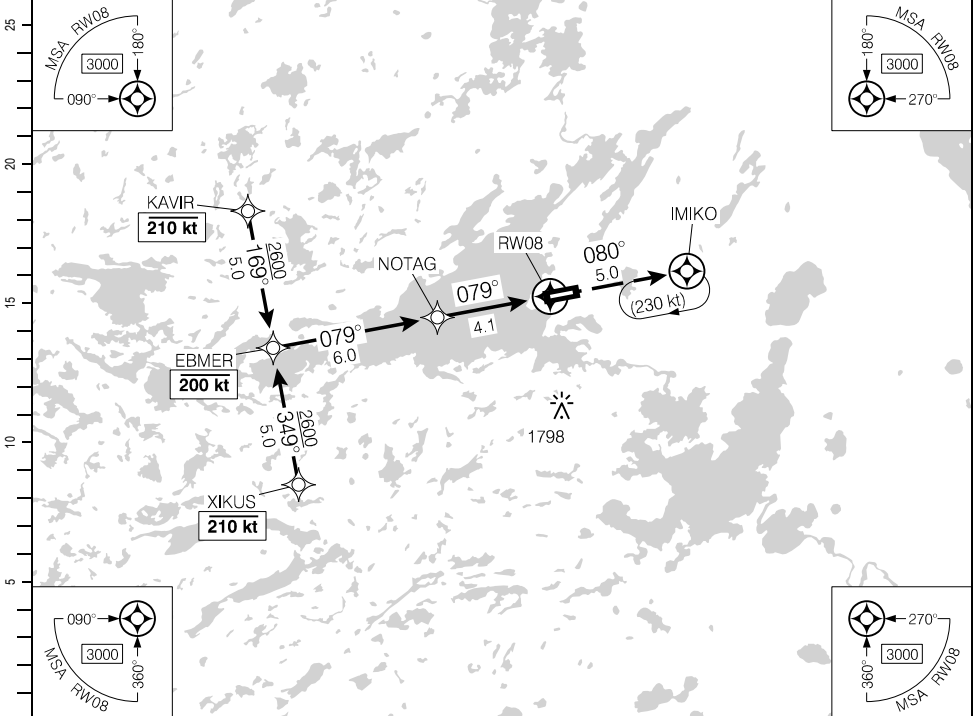 25
20
15
10
5
MSA RW08
180°
3000
090°
MSA RW08
180°
3000
270°
KAVIR
210 kt
2600
169°
5.0
EBMER
200 kt
079°
6.0
NOTAG
079°
4.1
RW08
080°
5.0
IMIKO
(230 kt)
2600
349°
5.0
XIKUS
210 kt
1798
090°
3000
360°
MSA RW08
270°
3000
360°
MSA RW08